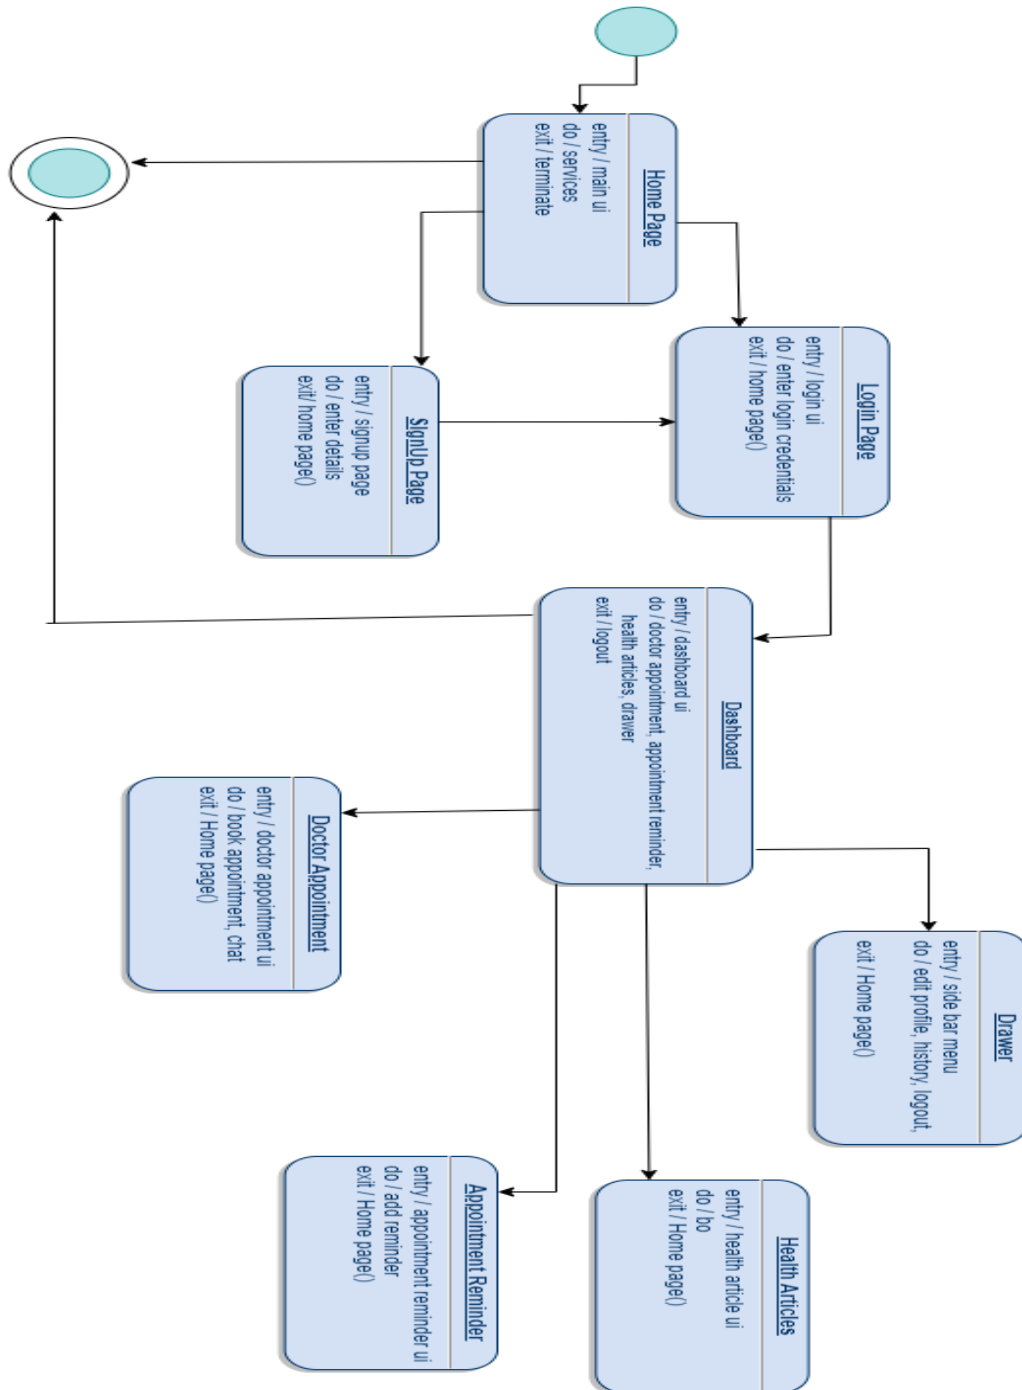 Home Page
entry / main ui
do / services
exit / terminate
Login Page
entry / login ui
do / enter login credentials
exit / home page()
SIgnUp Page
entry / signup page
do / enter details
exit/ home page()
Dashboard
entry / dashboard ui
do / doctor appointment, appointment reminder,
health articles, drawer
exit / logout
Drawer
entry / side bar menu
do / edit profile, history, logout,
exit / Home page()
Doctor Appointment
entry / doctor appointment ui
do / book appointment, chat
exit / Home page()
Health Articles
entry / health article ui
do / bo
exit / Home page()
Appointment Reminder
entry / appointment reminder ui
do / add reminder
exit / Home page()